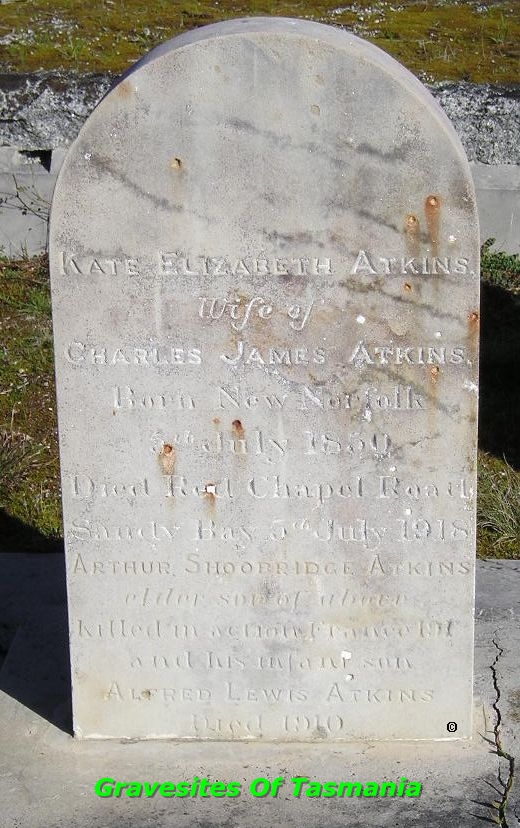 KATE ELIZABETH ATKINS.
Wife of
CHARLES JAMES ATKINS.
Born New Norfolk
July 1850
Died Red Chapel Road
Sandy Bay 5th July 1918
ARTHUR SHOOBRIDGE ATKINS
elder son of above
killed in action France
and his infant son
ALFRED LEWIS ATKINS
Died 1910
©
Gravesites Of Tasmania